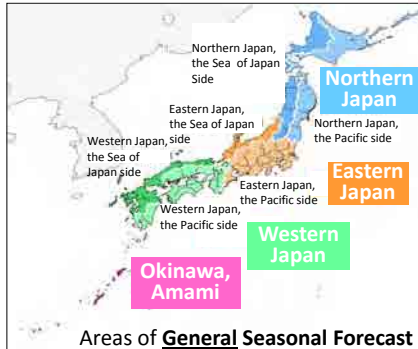 Northern Japan,
the Sea of Japan
Side
Northern
Japan
Northern Japan,
the Pacific side
Eastern Japan,
the Sea of Japan
side
Western Japan,
the Sea of
Japan side
Eastern
Japan
Eastern Japan,
the Pacific side
Western Japan,
the Pacific side
Western
Japan
Okinawa,
Amami
Areas of General Seasonal Forecast